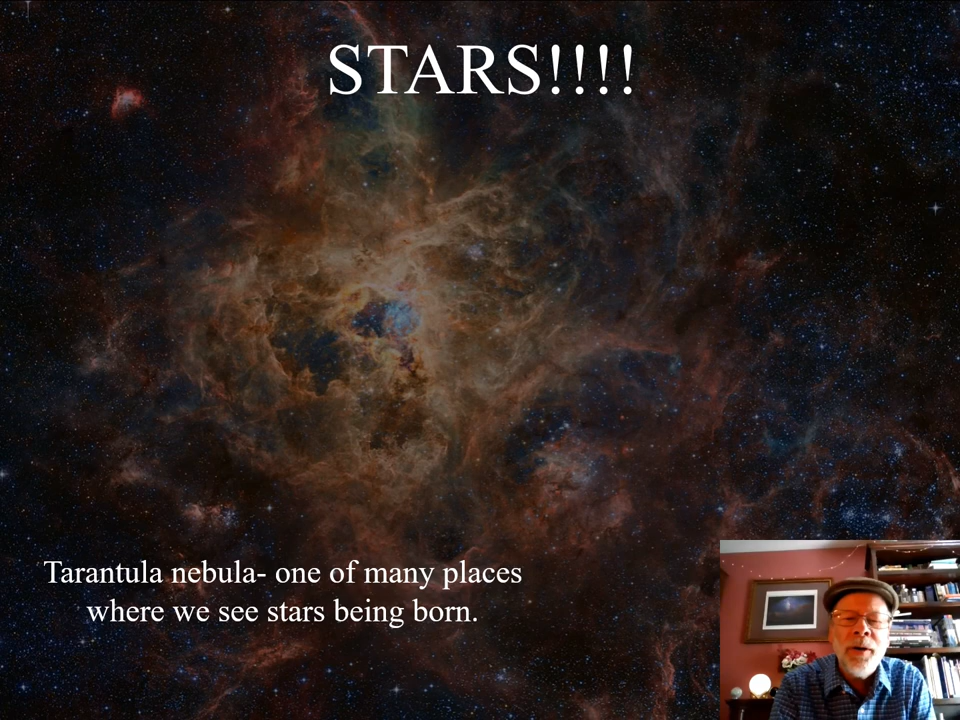 STARS!!!!
Tarantula nebula- one of many places
where we see stars being born.